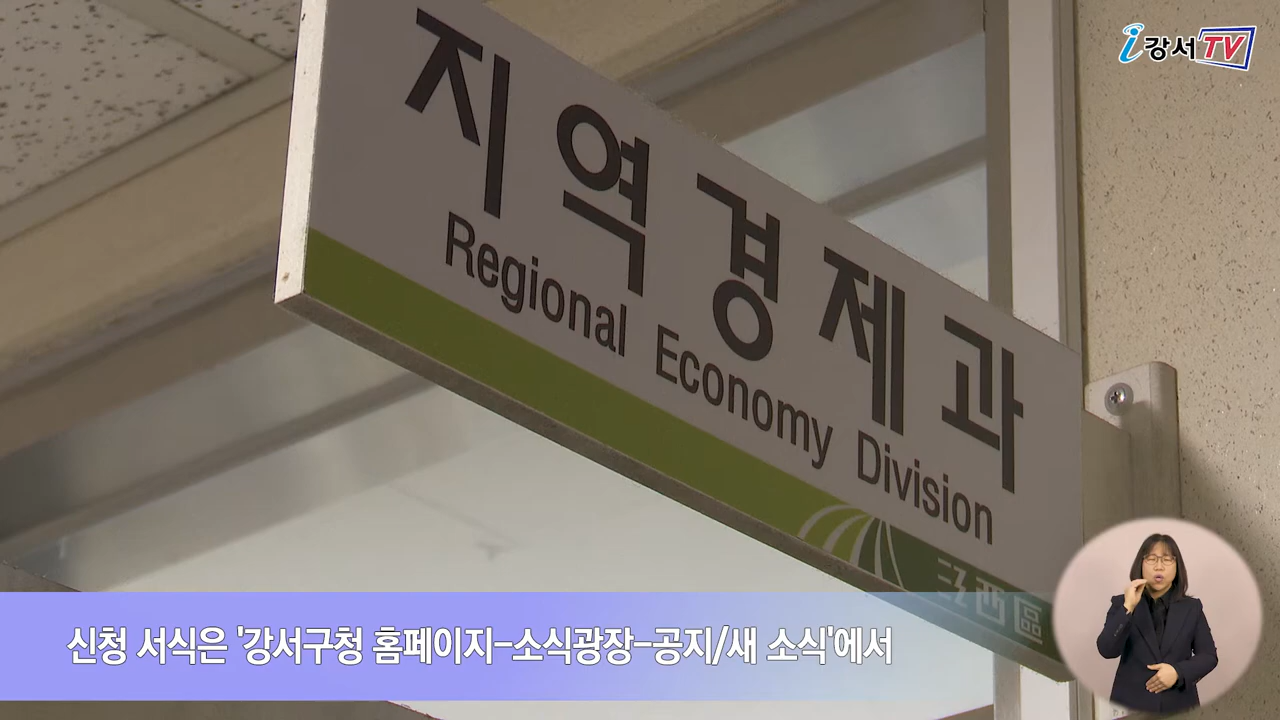 i강서TV
지역경제과
Regional Economy Division
江西區
신청 서식은 '강서구청 홈페이지-소식광장-공지/새 소식'에서